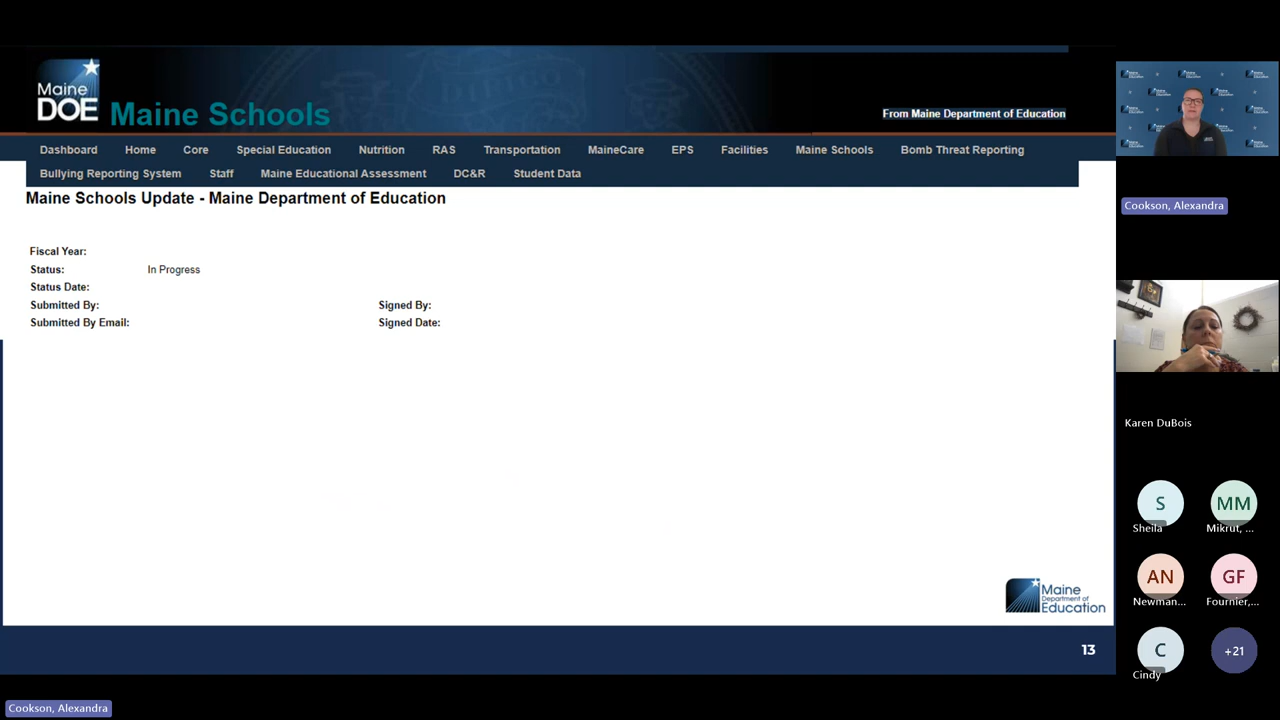 Maine
DOE
Maine Schools
From Maine Department of Education
Dashboard Home Core Special Education Nutrition RAS Transportation MaineCare EPS Facilities Maine Schools Bomb Threat Reporting
Bullying Reporting System Staff Maine Educational Assessment DC&R Student Data
Maine Schools Update - Maine Department of Education
Fiscal Year:
Status: In Progress
Status Date:
Submitted By: Signed By:
Submitted By Email: Signed Date:
Maine
Department of
Education
13
Cookson, Alexandra
Cookson, Alexandra
Karen DuBois
S MM
Sheila Mikrut, ...
AN GF
Newman... Fournier,...
C +21
Cindy